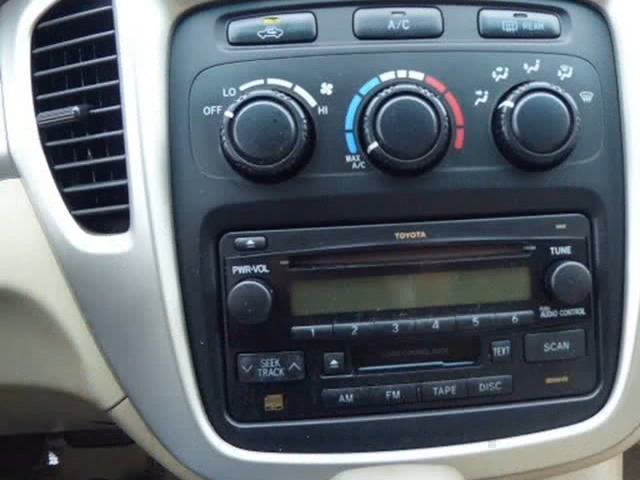 A/C
REAR
LO
OFF
HI
MAX A/C
TOYOTA
PWR·VOL
TUNE
1 2 3 4 5 6
AUDIO CONTROL
SEEK TRACK
TEXT
SCAN
AM FM TAPE DISC